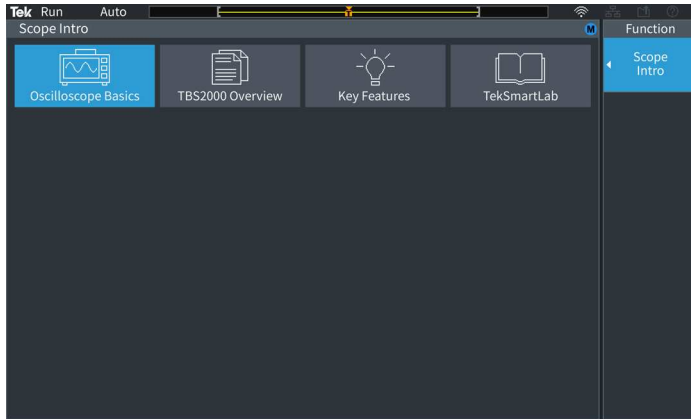 Tek Run Auto
Scope Intro
M
Function
Scope
Intro
Oscilloscope Basics
TBS2000 Overview
Key Features
TekSmartLab